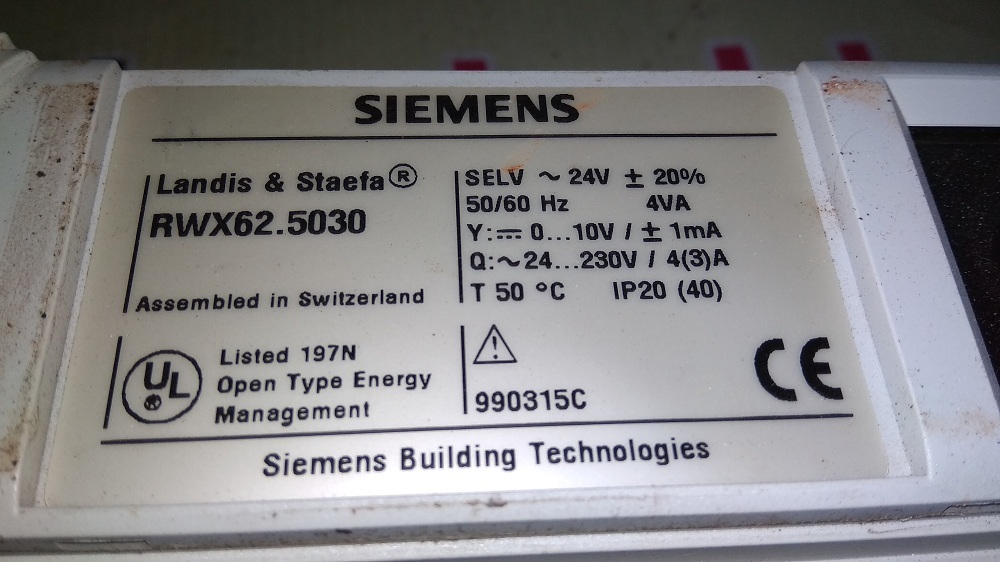 SIEMENS
Landis & Staefa®
RWX62.5030
Assembled in Switzerland
SELV ~ 24V ± 20%
50/60 Hz 4VA
Y:⎓ 0...10V / ± 1mA
Q:~24...230V / 4(3)A
T 50 °C IP20 (40)
UL ®
Listed 197N
Open Type Energy
Management
990315C
CE
Siemens Building Technologies